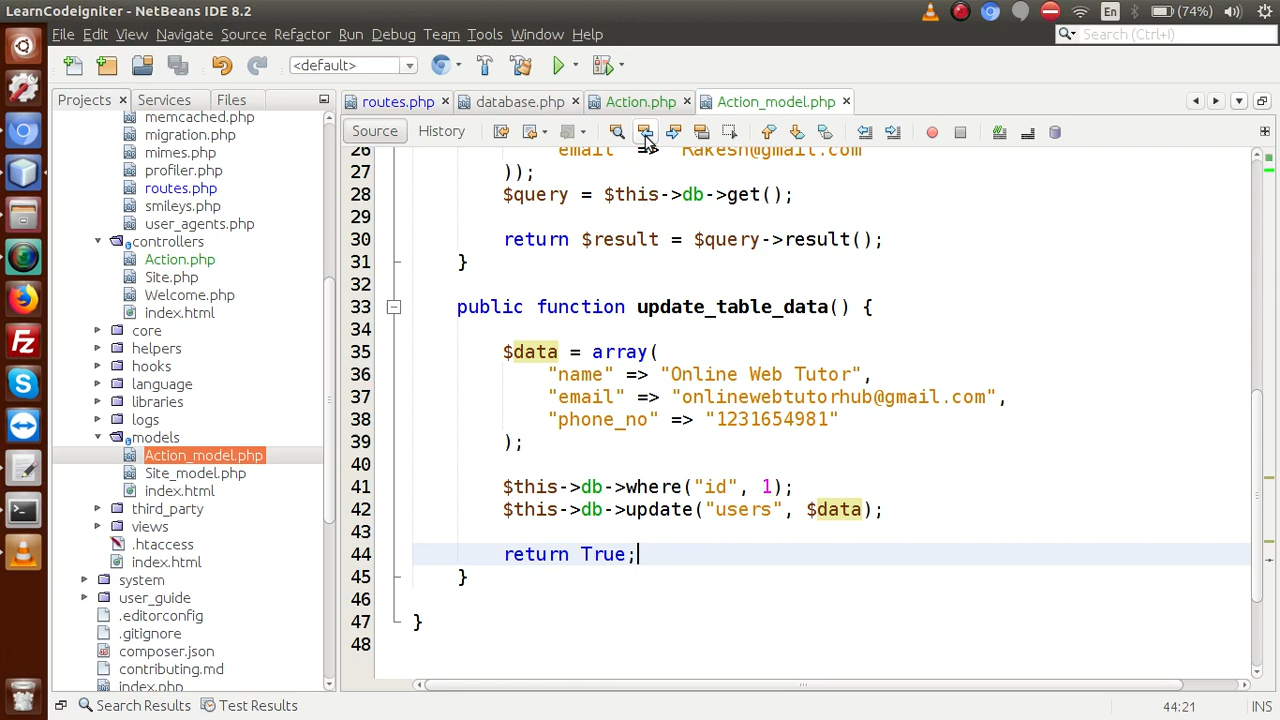 LearnCodeigniter - NetBeans IDE 8.2
En
(74%)
File Edit View Navigate Source Refactor Run Debug Team Tools Window Help
Search (Ctrl+I)
<default>
Projects Services Files
routes.php database.php Action.php Action_model.php
Source History
memcached.php
migration.php
mimes.php
profiler.php
routes.php
smileys.php
user_agents.php
controllers
Action.php
Site.php
Welcome.php
index.html
core
helpers
hooks
language
libraries
logs
models
Action_model.php
Site_model.php
index.html
third_party
views
.htaccess
index.html
system
user_guide
.editorconfig
.gitignore
composer.json
contributing.md
index.php
26 "email" => "Rakesh@gmail.com"
27 ));
28 $query = $this->db->get();
29
30 return $result = $query->result();
31 }
32
33 public function update_table_data() {
34
35 $data = array(
36 "name" => "Online Web Tutor",
37 "email" => "onlinewebtutorhub@gmail.com",
38 "phone_no" => "1231654981"
39 );
40
41 $this->db->where("id", 1);
42 $this->db->update("users", $data);
43
44 return True;
45 }
46
47 }
48
Search Results Test Results
44:21 INS